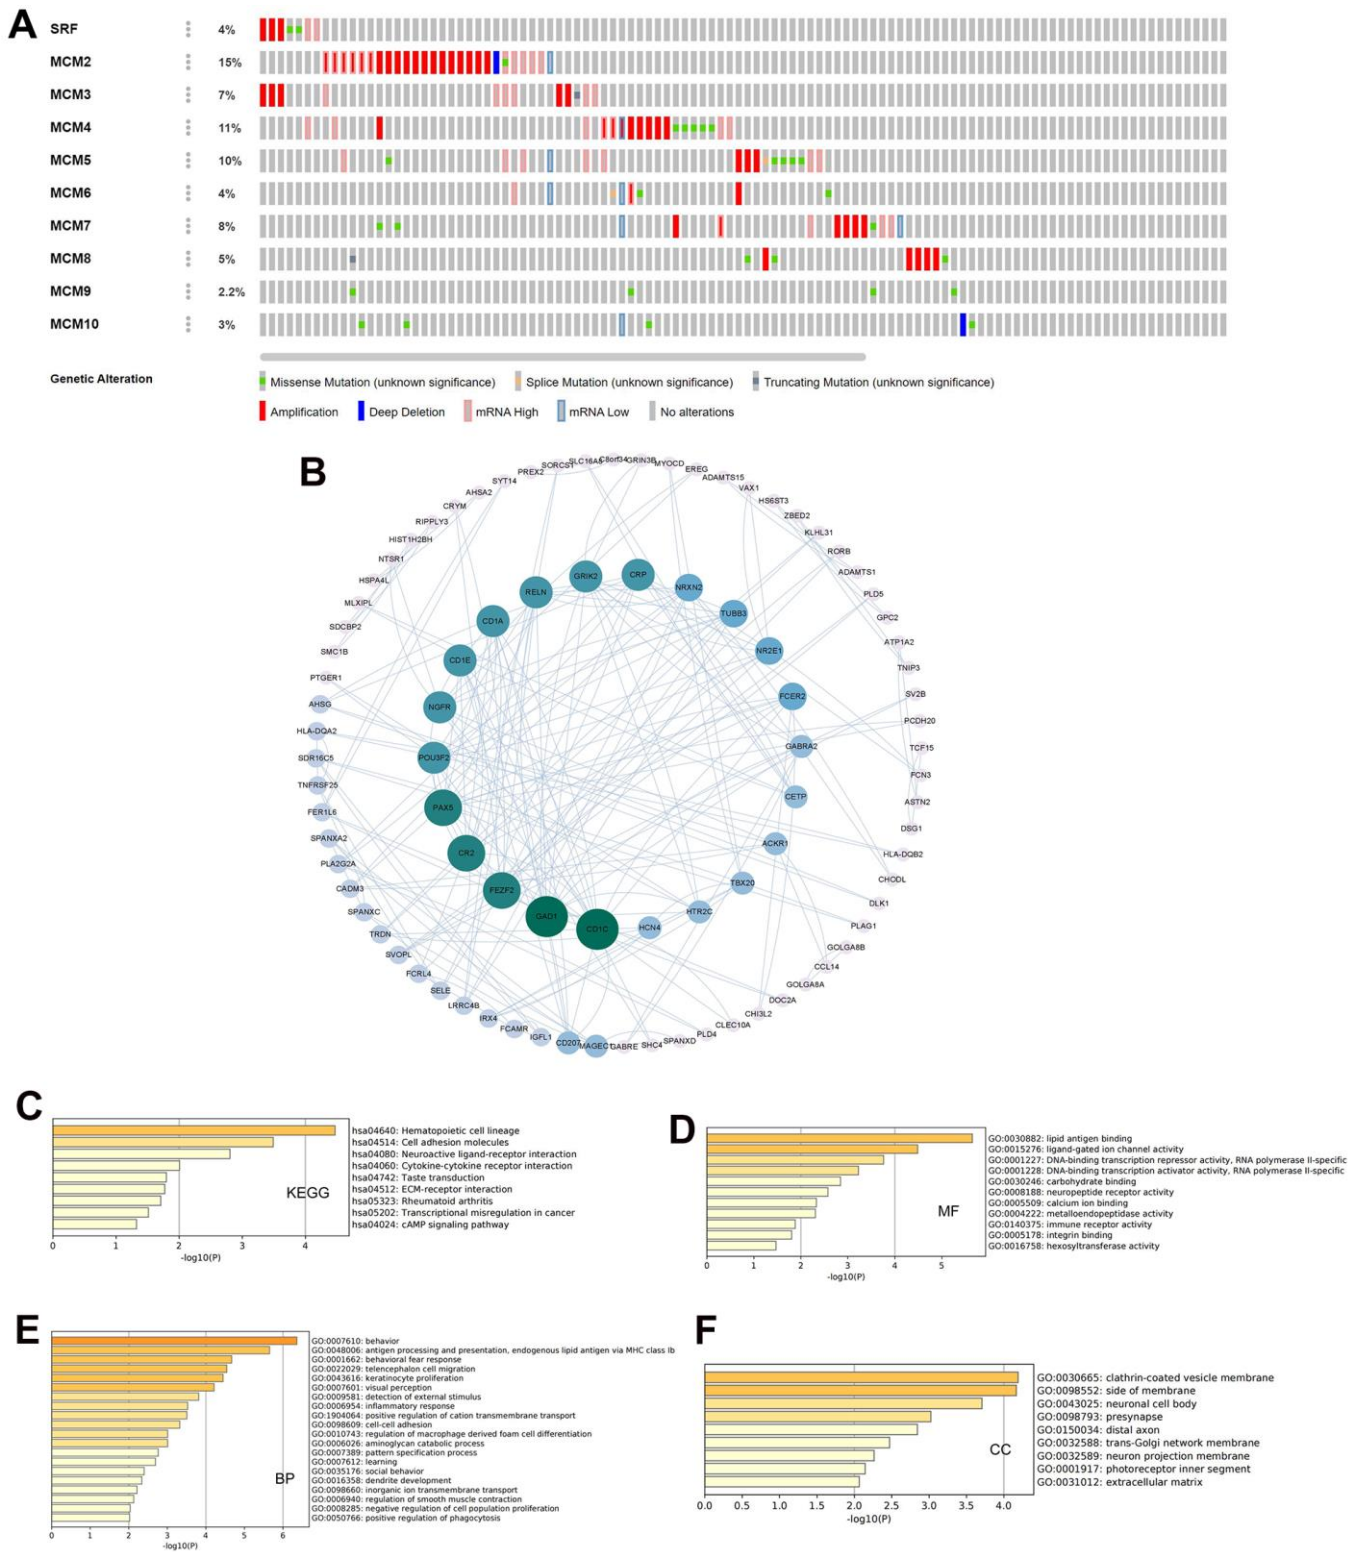 A
SRF 4%
MCM2 15%
MCM3 7%
MCM4 11%
MCM5 10%
MCM6 4%
MCM7 8%
MCM8 5%
MCM9 2.2%
MCM10 3%
Genetic Alteration
Missense Mutation (unknown significance) Splice Mutation (unknown significance) Truncating Mutation (unknown significance)
Amplification Deep Deletion mRNA High mRNA Low No alterations
B
SORCS1
SLC16A8
C8orf34
GRIN3B
MYOCD
EREG
ADAMTS15
VAX1
HS6ST3
ZBED2
KLHL31
RORB
ADAMTS1
PLD5
GPC2
ATP1A2
TNIP3
SV2B
PCDH20
TCF15
FCN3
ASTN2
DSG1
HLA-DQB2
CHODL
DLK1
PLAG1
GOLGA8B
CCL14
GOLGA8A
DOC2A
CHI3L2
CLEC10A
PLD4
SPANXD
SHC4
GABRE
MAGEC1
CD207
IGFL1
FCAMR
IRX4
LRRC4B
SELE
FCRL4
SVOPL
TRDN
SPANXC
CADM3
PLA2G2A
SPANXA2
FER1L6
TNFRSF25
SDR16C5
HLA-DQA2
AHSG
PTGER1
SMC1B
SDCBP2
MLXIPL
HSPA4L
NTSR1
HIST1H2BH
RIPPLY3
CRYM
AHSA2
SYT14
PREX2
CRP
NRXN2
TUBB3
NR2E1
FCER2
GABRA2
CETP
ACKR1
TBX20
HTR2C
HCN4
CD1C
GAD1
FEZF2
CR2
PAX5
POU3F2
NGFR
CD1E
CD1A
RELN
GRIK2
C
hsa04640: Hematopoietic cell lineage
hsa04514: Cell adhesion molecules
hsa04080: Neuroactive ligand-receptor interaction
hsa04060: Cytokine-cytokine receptor interaction
hsa04742: Taste transduction
hsa04512: ECM-receptor interaction
hsa05323: Rheumatoid arthritis
hsa05202: Transcriptional misregulation in cancer
hsa04024: cAMP signaling pathway
KEGG
0 1 2 3 4
-log10(P)
D
GO:0030882: lipid antigen binding
GO:0015276: ligand-gated ion channel activity
GO:0001227: DNA-binding transcription repressor activity, RNA polymerase II-specific
GO:0001228: DNA-binding transcription activator activity, RNA polymerase II-specific
GO:0030246: carbohydrate binding
GO:0008188: neuropeptide receptor activity
GO:0005509: calcium ion binding
GO:0004222: metalloendopeptidase activity
GO:0140375: immune receptor activity
GO:0005178: integrin binding
GO:0016758: hexosyltransferase activity
MF
0 1 2 3 4 5
-log10(P)
E
GO:0007610: behavior
GO:0048006: antigen processing and presentation, endogenous lipid antigen via MHC class Ib
GO:0001662: behavioral fear response
GO:0022029: telencephalon cell migration
GO:0043616: keratinocyte proliferation
GO:0007601: visual perception
GO:0009581: detection of external stimulus
GO:0006954: inflammatory response
GO:1904064: positive regulation of cation transmembrane transport
GO:0098609: cell-cell adhesion
GO:0010743: regulation of macrophage derived foam cell differentiation
GO:0006026: aminoglycan catabolic process
GO:0007389: pattern specification process
GO:0007612: learning
GO:0035176: social behavior
GO:0016358: dendrite development
GO:0098660: inorganic ion transmembrane transport
GO:0006940: regulation of smooth muscle contraction
GO:0008285: negative regulation of cell population proliferation
GO:0050766: positive regulation of phagocytosis
BP
0 1 2 3 4 5 6
-log10(P)
F
GO:0030665: clathrin-coated vesicle membrane
GO:0098552: side of membrane
GO:0043025: neuronal cell body
GO:0098793: presynapse
GO:0150034: distal axon
GO:0032588: trans-Golgi network membrane
GO:0032589: neuron projection membrane
GO:0001917: photoreceptor inner segment
GO:0031012: extracellular matrix
CC
0.0 0.5 1.0 1.5 2.0 2.5 3.0 3.5 4.0
-log10(P)